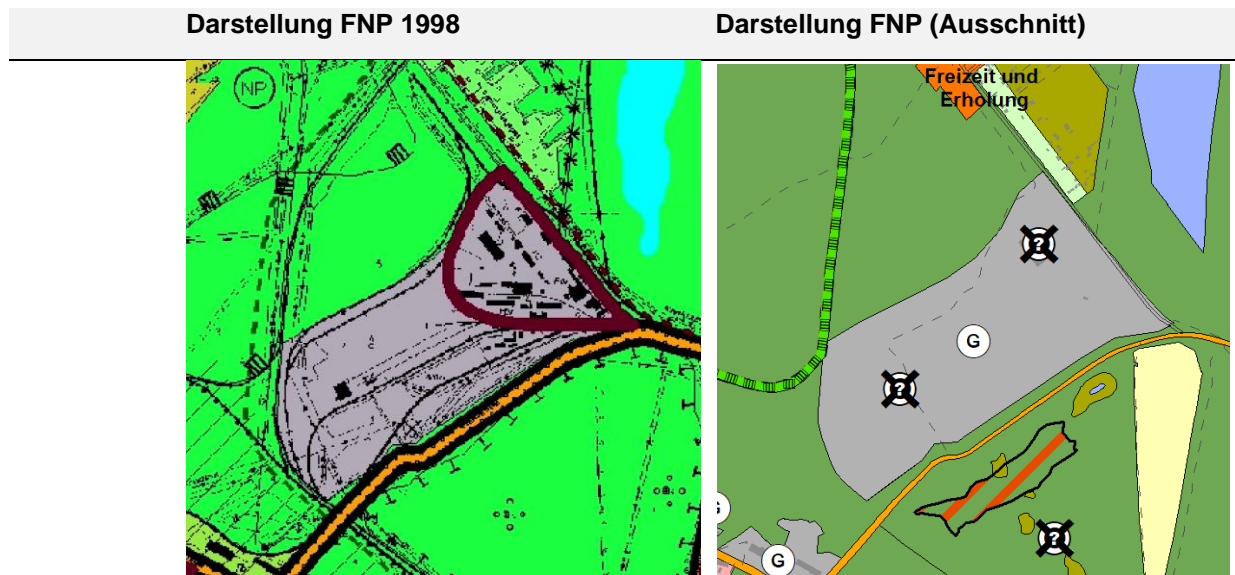 Darstellung FNP 1998
Darstellung FNP (Ausschnitt)
NP
Freizeit und
Erholung
?
G
?
?
G